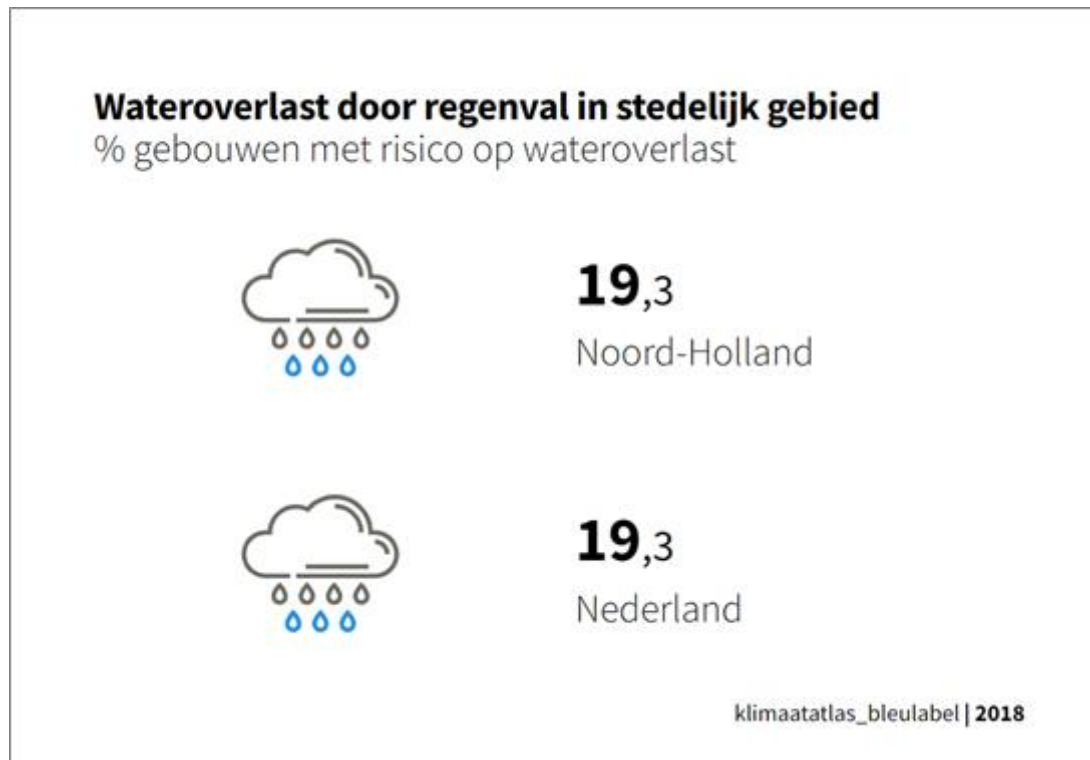 Wateroverlast door regenval in stedelijk gebied
% gebouwen met risico op wateroverlast
19,3
Noord-Holland
19,3
Nederland
klimaatatlas_bleulabel | 2018